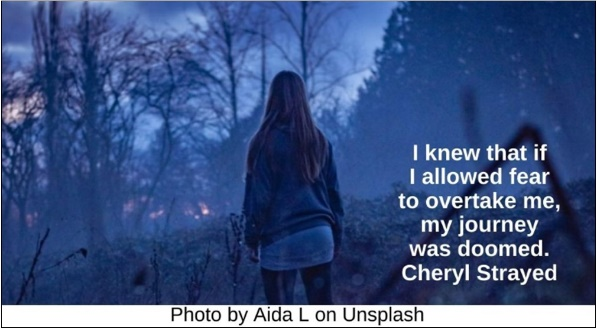 I knew that if
I allowed fear
to overtake me,
my journey
was doomed.
Cheryl Strayed
Photo by Aida L on Unsplash